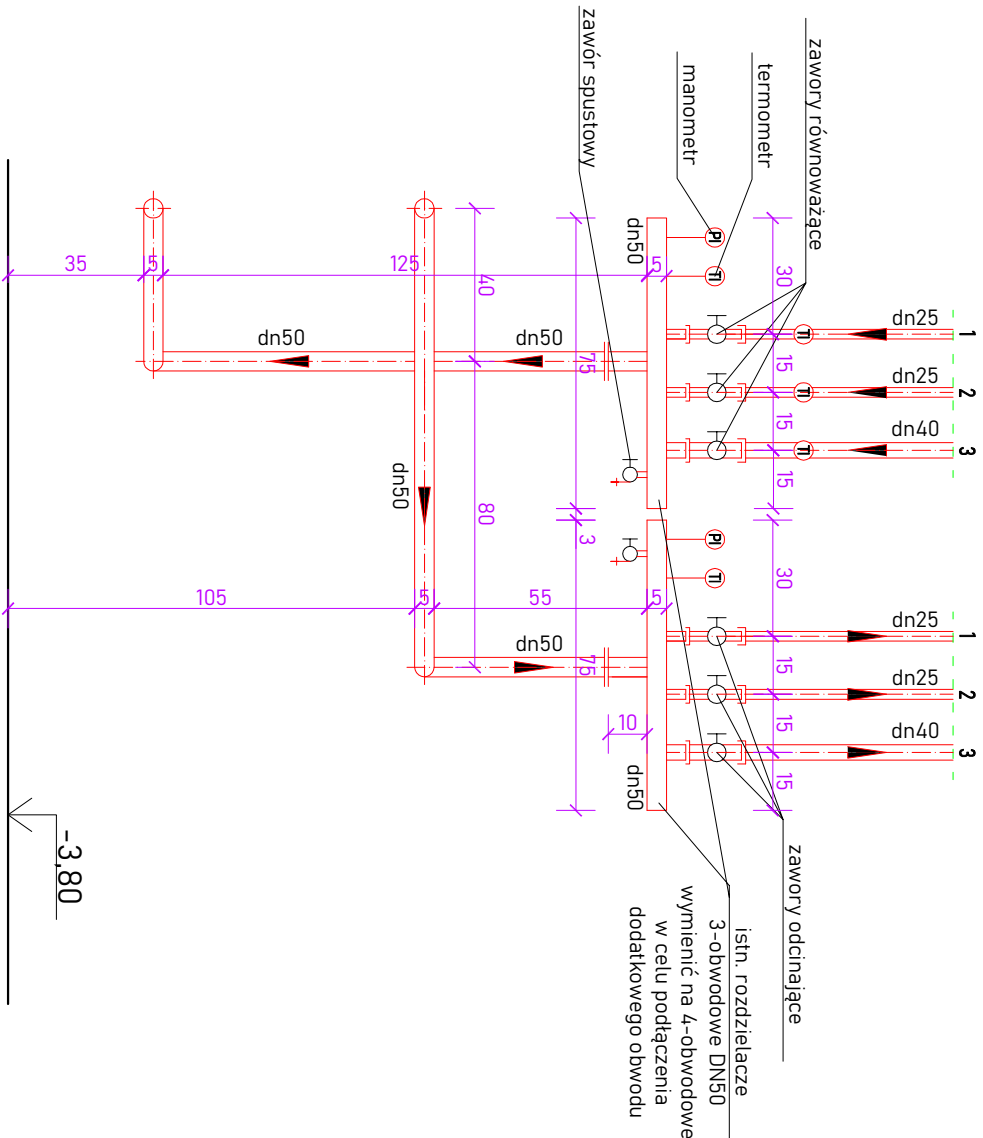 zawór spustowy
manometr
termometr
zawory równoważące
dn50
PI
TI
30
dn25
1
TI
15
dn25
2
TI
15
dn40
3
TI
15
35
5
125
5
40
dn50
dn50
75
dn50
80
3
PI
TI
30
105
5
55
5
dn50
75
10
dn50
dn25
1
15
dn25
2
15
dn40
3
15
-3,80
zawory odcinające
istn. rozdzielacze
3-obwodowe DN50
wymienić na 4-obwodowe
w celu podłączenia
dodatkowego obwodu